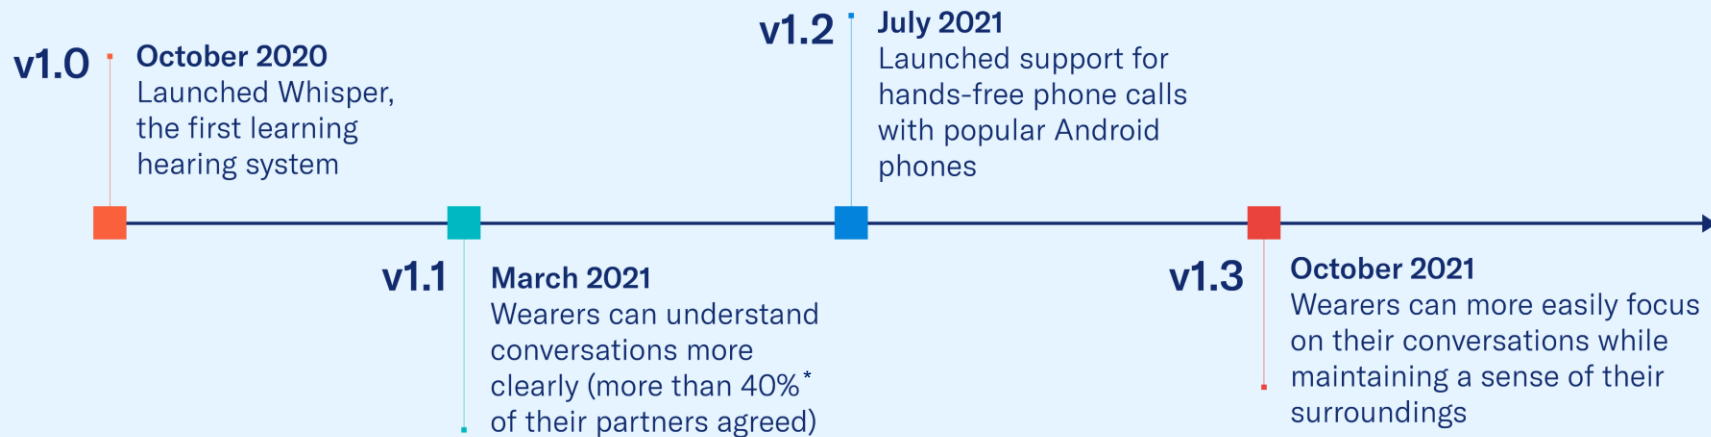 v1.0
October 2020
Launched Whisper,
the first learning
hearing system
v1.1
March 2021
Wearers can understand
conversations more
clearly (more than 40%*
of their partners agreed)
v1.2
July 2021
Launched support for
hands-free phone calls
with popular Android
phones
v1.3
October 2021
Wearers can more easily focus
on their conversations while
maintaining a sense of their
surroundings